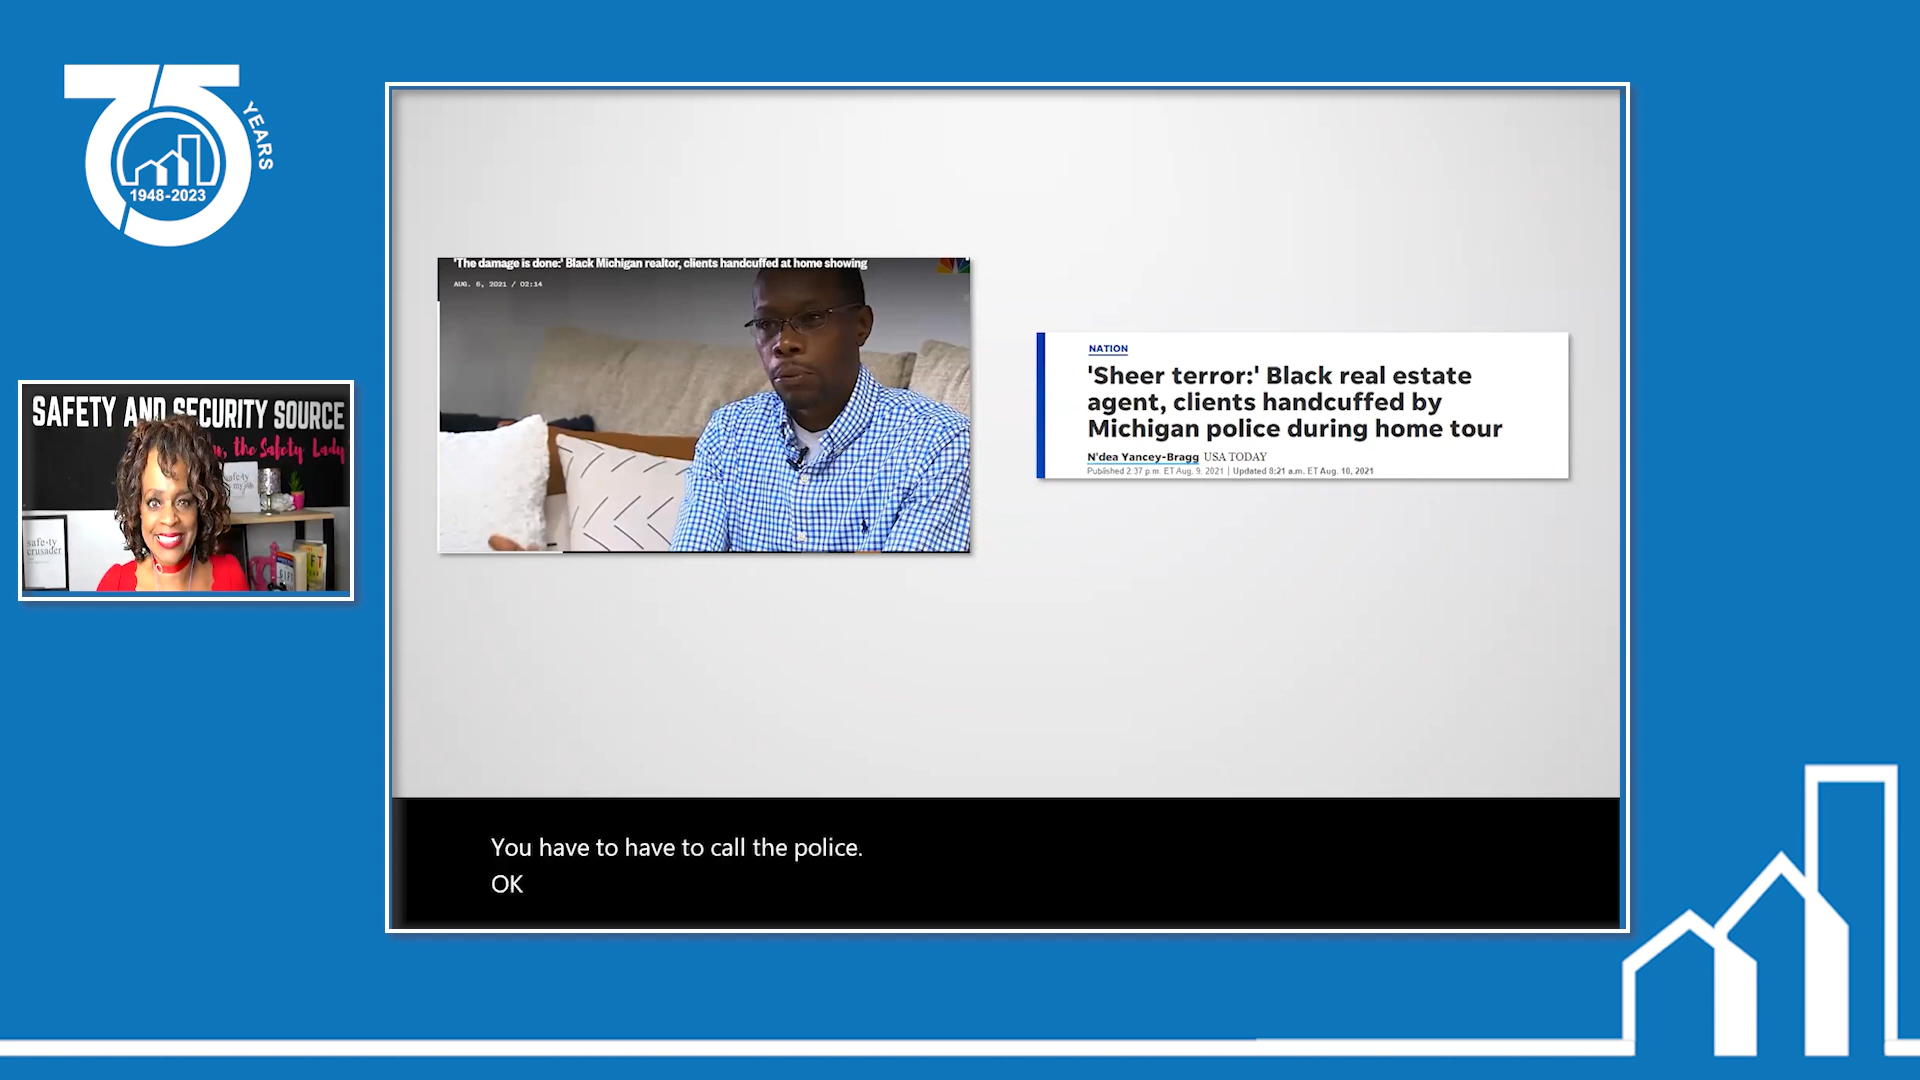 75
YEARS
1948-2023
SAFETY AND SECURITY SOURCE
the Safety Lady
safe-ty
crusader
'The damage is done:' Black Michigan realtor, clients handcuffed at home showing
AUG. 6, 2021 / 02:14
NATION
'Sheer terror:' Black real estate
agent, clients handcuffed by
Michigan police during home tour
N'dea Yancey-Bragg USA TODAY
Published 2:37 p.m. ET Aug. 9, 2021 | Updated 8:21 a.m. ET Aug. 10, 2021
You have to have to call the police.
OK